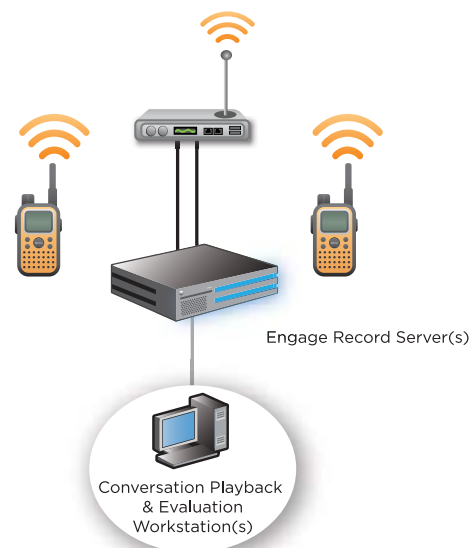 Engage Record Server(s)
Conversation Playback
& Evaluation
Workstation(s)